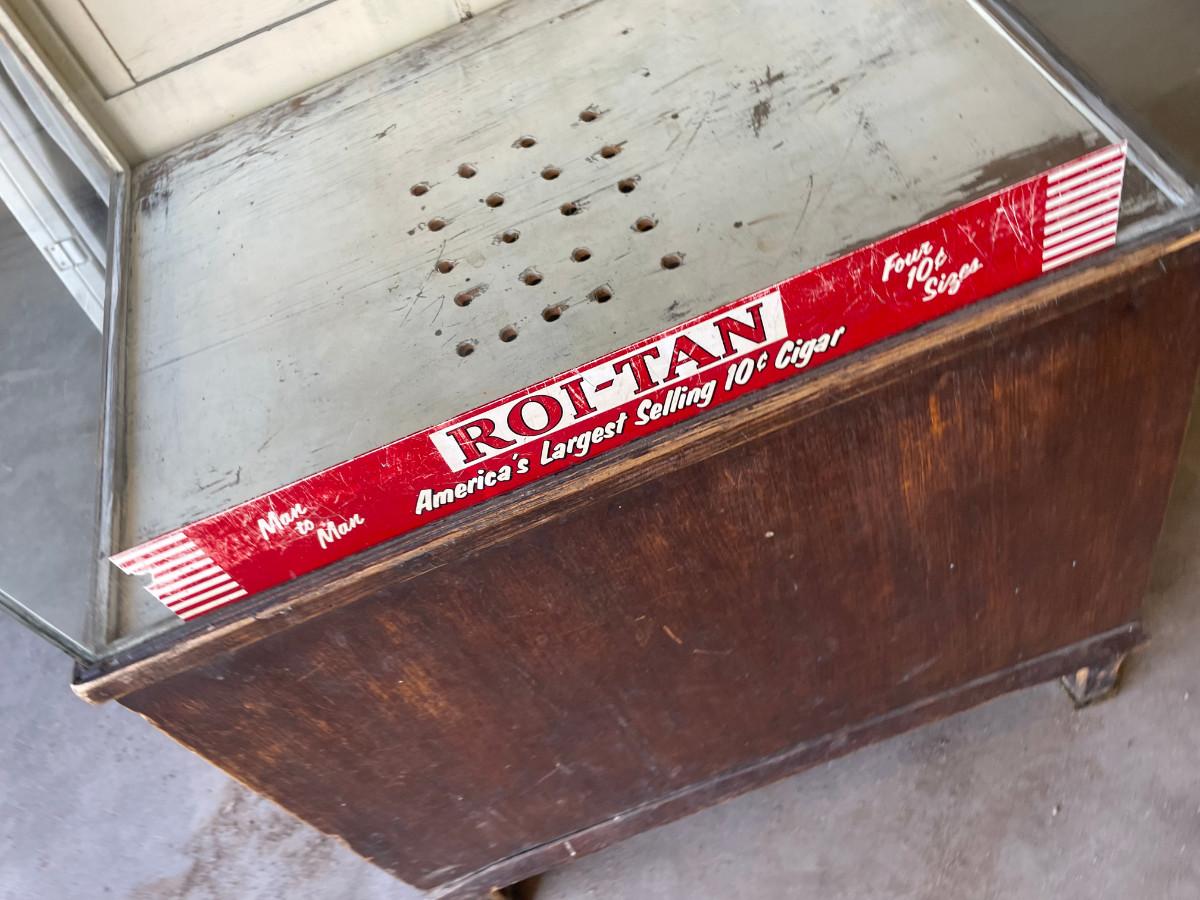 Man
to
Man
ROI-TAN
America's Largest Selling 10¢ Cigar
Four
10¢
Sizes